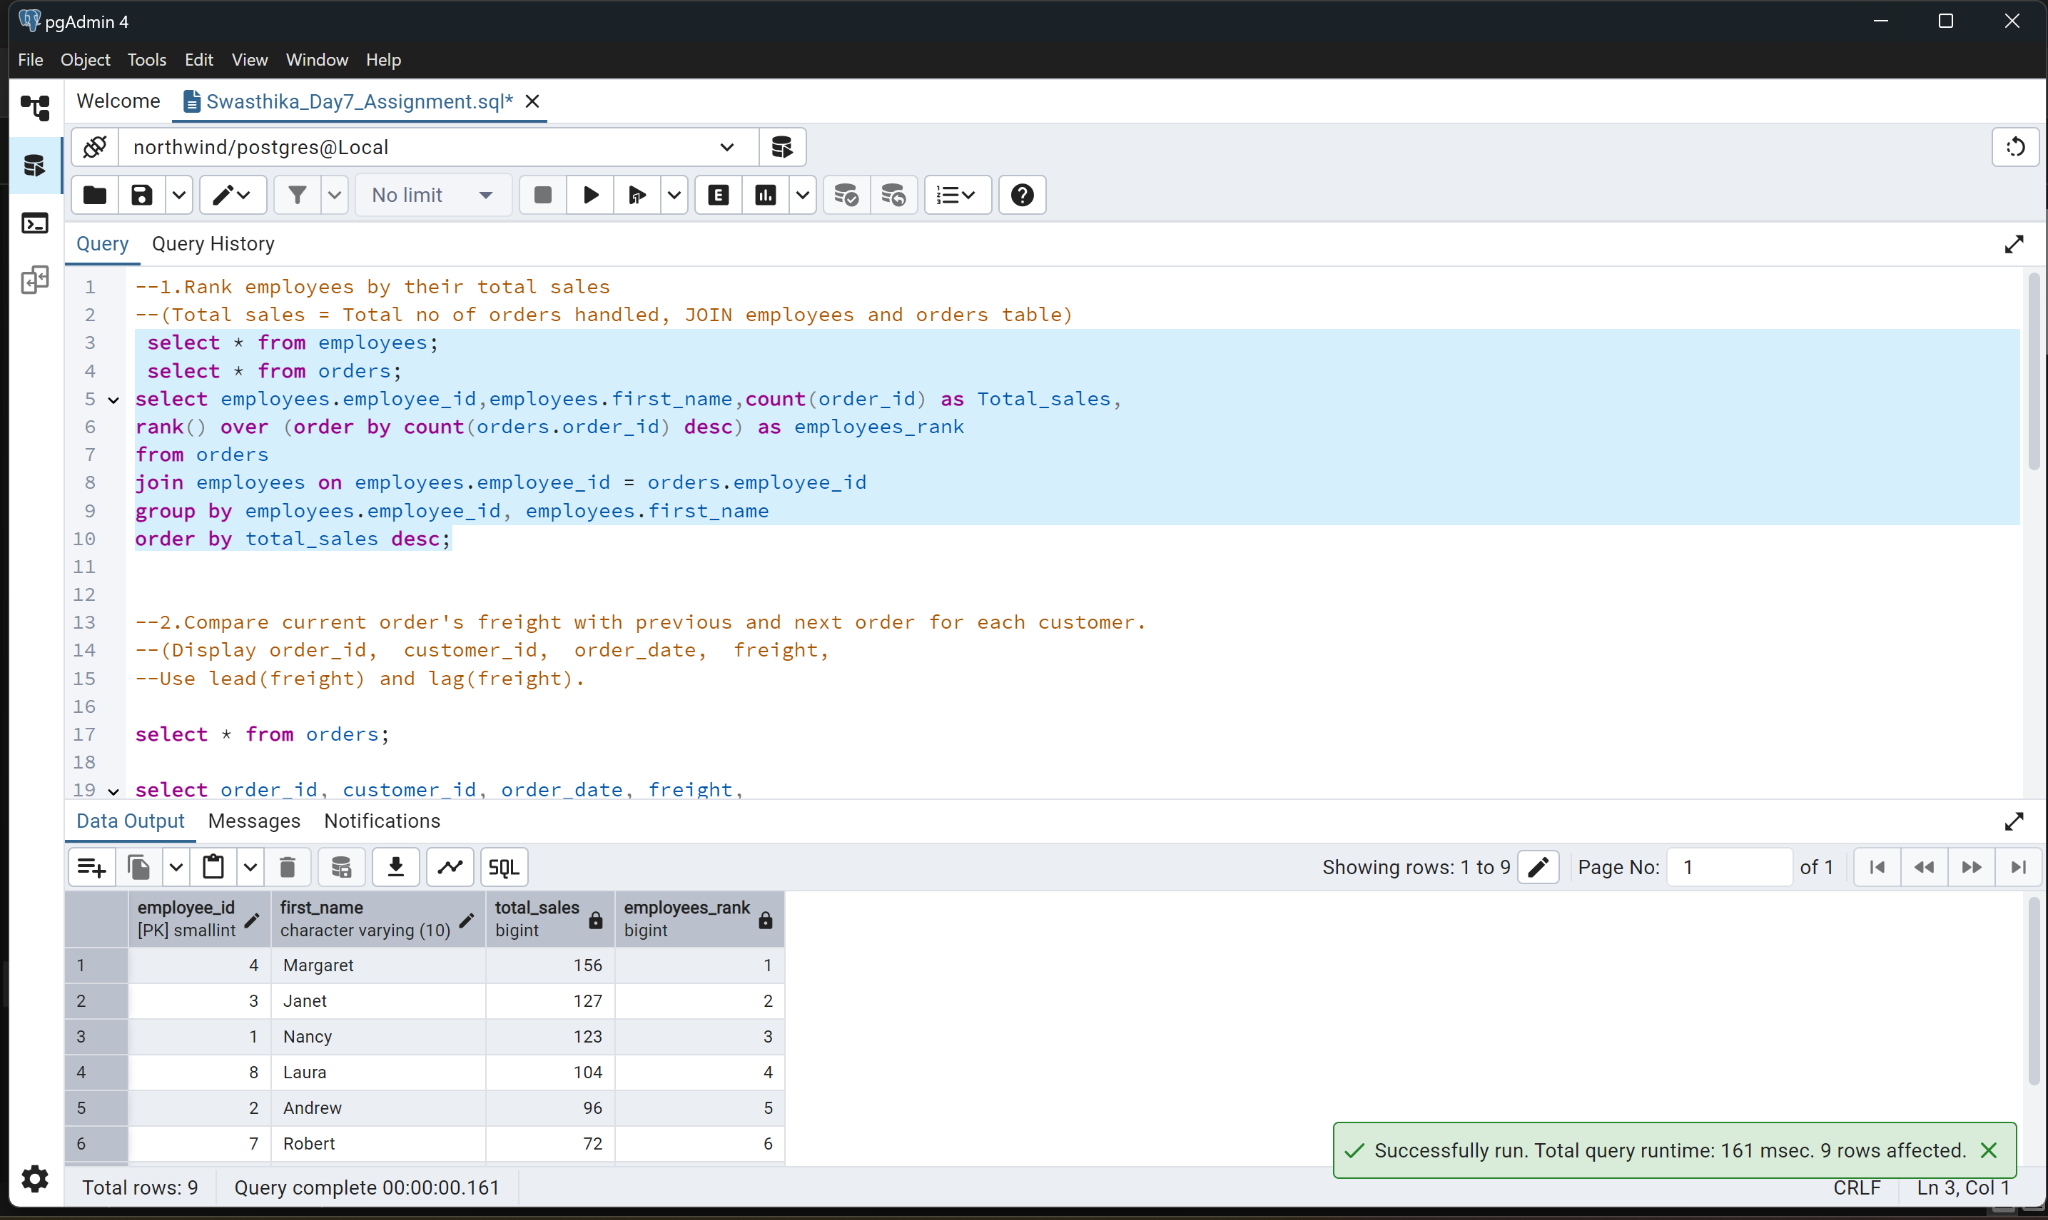 pgAdmin 4
File Object Tools Edit View Window Help
Welcome Swasthika_Day7_Assignment.sql*
northwind/postgres@Local
No limit E
Query Query History
1 --1.Rank employees by their total sales
2 --(Total sales = Total no of orders handled, JOIN employees and orders table)
3 select * from employees;
4 select * from orders;
5 select employees.employee_id,employees.first_name,count(order_id) as Total_sales,
6 rank() over (order by count(orders.order_id) desc) as employees_rank
7 from orders
8 join employees on employees.employee_id = orders.employee_id
9 group by employees.employee_id, employees.first_name
10 order by total_sales desc;
11
12
13 --2.Compare current order's freight with previous and next order for each customer.
14 --(Display order_id,  customer_id,  order_date,  freight,
15 --Use lead(freight) and lag(freight).
16
17 select * from orders;
18
19 select order_id, customer_id, order_date, freight,
Data Output Messages Notifications
SQL Showing rows: 1 to 9 Page No: 1 of 1
employee_id first_name total_sales employees_rank
[PK] smallint character varying (10) bigint bigint
1 4 Margaret 156 1
2 3 Janet 127 2
3 1 Nancy 123 3
4 8 Laura 104 4
5 2 Andrew 96 5
6 7 Robert 72 6
Successfully run. Total query runtime: 161 msec. 9 rows affected.
Total rows: 9 Query complete 00:00:00.161 CRLF Ln 3, Col 1